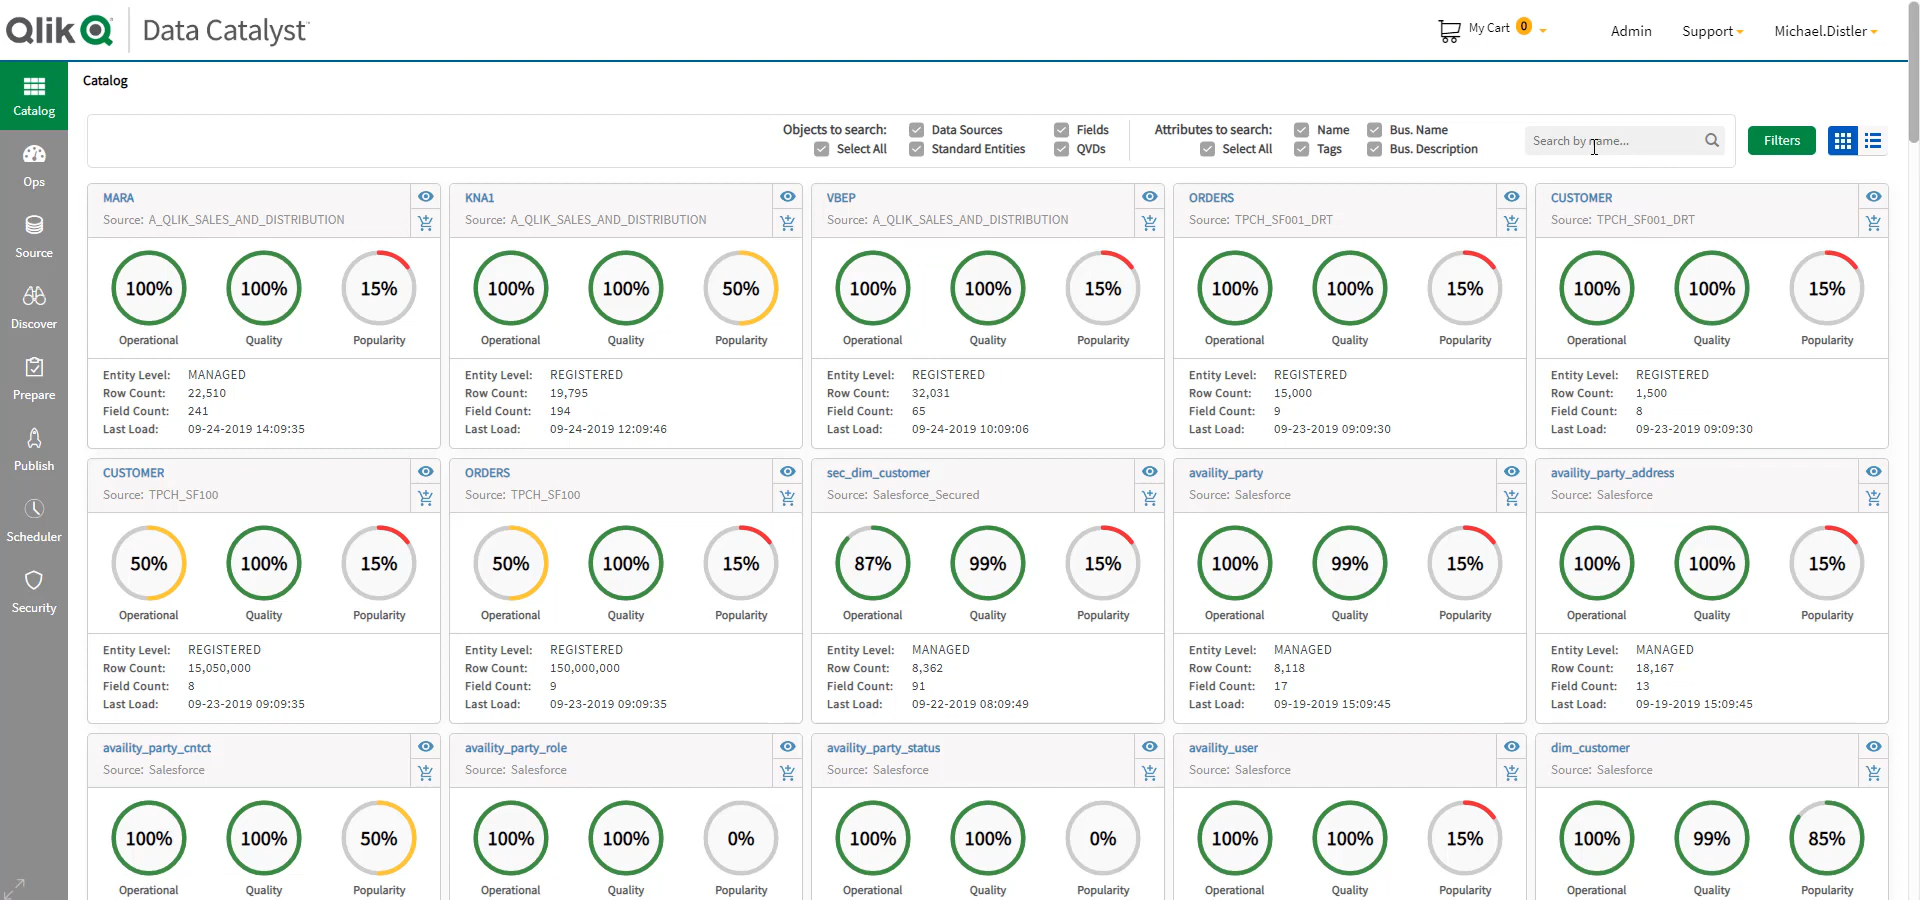 Qlik Q Data Catalyst™ My Cart 0 Admin Support Michael.Distler
Catalog
Catalog
Objects to search: Data Sources Fields Attributes to search: Name Bus. Name
Select All Standard Entities QVDs Select All Tags Bus. Description
Search by name... Filters
Ops
Source
Discover
Prepare
Publish
Scheduler
Security
MARA
Source: A_QLIK_SALES_AND_DISTRIBUTION
100% 100% 15%
Operational Quality Popularity
Entity Level: MANAGED
Row Count: 22,510
Field Count: 241
Last Load: 09-24-2019 14:09:35
KNA1
Source: A_QLIK_SALES_AND_DISTRIBUTION
100% 100% 50%
Operational Quality Popularity
Entity Level: REGISTERED
Row Count: 19,795
Field Count: 194
Last Load: 09-24-2019 12:09:46
VBEP
Source: A_QLIK_SALES_AND_DISTRIBUTION
100% 100% 15%
Operational Quality Popularity
Entity Level: REGISTERED
Row Count: 32,031
Field Count: 65
Last Load: 09-24-2019 10:09:06
ORDERS
Source: TPCH_SF001_DRT
100% 100% 15%
Operational Quality Popularity
Entity Level: REGISTERED
Row Count: 15,000
Field Count: 9
Last Load: 09-23-2019 09:09:30
CUSTOMER
Source: TPCH_SF001_DRT
100% 100% 15%
Operational Quality Popularity
Entity Level: REGISTERED
Row Count: 1,500
Field Count: 8
Last Load: 09-23-2019 09:09:30
CUSTOMER
Source: TPCH_SF100
50% 100% 15%
Operational Quality Popularity
Entity Level: REGISTERED
Row Count: 15,050,000
Field Count: 8
Last Load: 09-23-2019 09:09:35
ORDERS
Source: TPCH_SF100
50% 100% 15%
Operational Quality Popularity
Entity Level: REGISTERED
Row Count: 150,000,000
Field Count: 9
Last Load: 09-23-2019 09:09:35
sec_dim_customer
Source: Salesforce_Secured
87% 99% 15%
Operational Quality Popularity
Entity Level: MANAGED
Row Count: 8,362
Field Count: 91
Last Load: 09-22-2019 08:09:49
availity_party
Source: Salesforce
100% 99% 15%
Operational Quality Popularity
Entity Level: MANAGED
Row Count: 8,118
Field Count: 17
Last Load: 09-19-2019 15:09:45
availity_party_address
Source: Salesforce
100% 100% 15%
Operational Quality Popularity
Entity Level: MANAGED
Row Count: 18,167
Field Count: 13
Last Load: 09-19-2019 15:09:45
availity_party_cntct
Source: Salesforce
100% 100% 50%
Operational Quality Popularity
availity_party_role
Source: Salesforce
100% 100% 0%
Operational Quality Popularity
availity_party_status
Source: Salesforce
100% 100% 0%
Operational Quality Popularity
availity_user
Source: Salesforce
100% 100% 15%
Operational Quality Popularity
dim_customer
Source: Salesforce
100% 99% 85%
Operational Quality Popularity